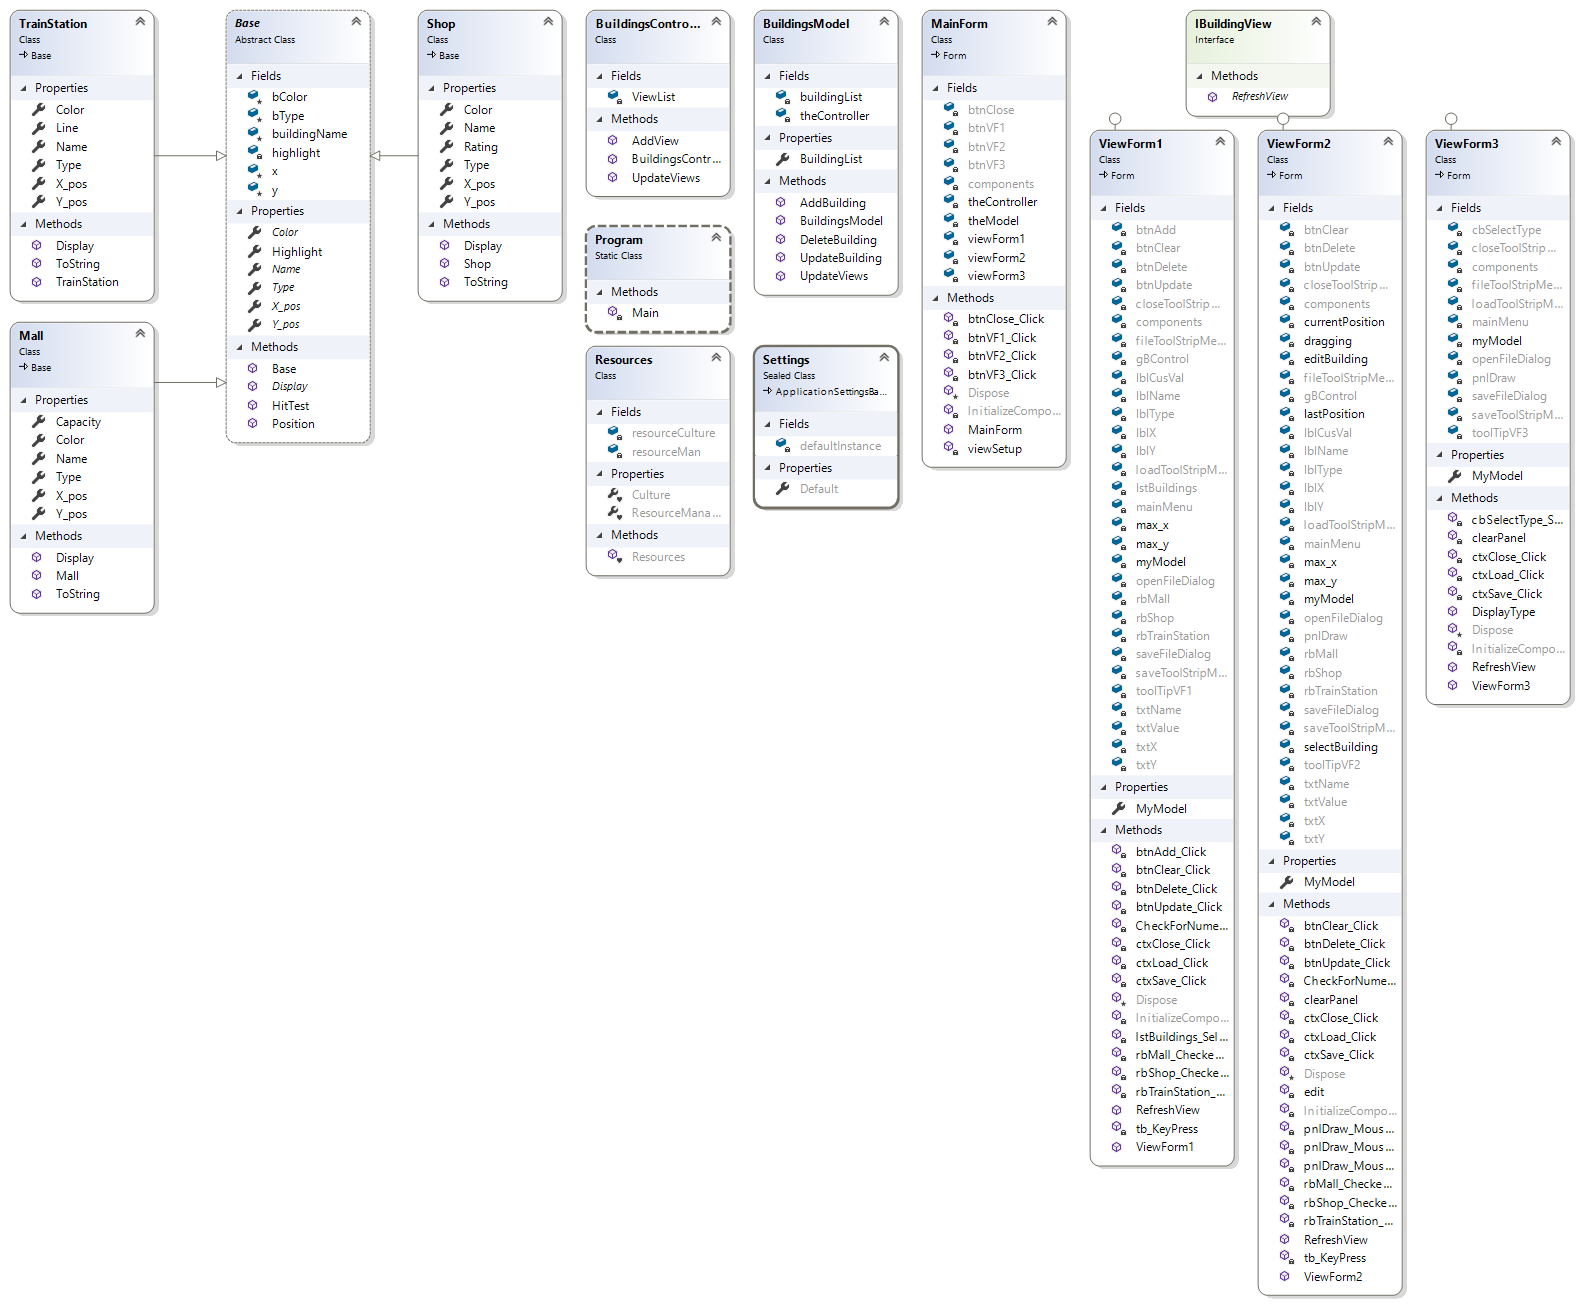 TrainStation
Class
Base
Properties
Color
Line
Name
Type
X_pos
Y_pos
Methods
Display
ToString
TrainStation
Mall
Class
Base
Properties
Capacity
Color
Name
Type
X_pos
Y_pos
Methods
Display
Mall
ToString
Base
Abstract Class
Fields
bColor
bType
buildingName
highlight
x
y
Properties
Color
Highlight
Name
Type
X_pos
Y_pos
Methods
Base
Display
HitTest
Position
Shop
Class
Base
Properties
Color
Name
Rating
Type
X_pos
Y_pos
Methods
Display
Shop
ToString
BuildingsContro...
Class
Fields
ViewList
Methods
AddView
BuildingsContr...
UpdateViews
Program
Static Class
Methods
Main
Resources
Class
Fields
resourceCulture
resourceMan
Properties
Culture
ResourceMana...
Methods
Resources
BuildingsModel
Class
Fields
buildingList
theController
Properties
BuildingList
Methods
AddBuilding
BuildingsModel
DeleteBuilding
UpdateBuilding
UpdateViews
Settings
Sealed Class
ApplicationSettingsBa...
Fields
defaultInstance
Properties
Default
MainForm
Class
Form
Fields
btnClose
btnVF1
btnVF2
btnVF3
components
theController
theModel
viewForm1
viewForm2
viewForm3
Methods
btnClose_Click
btnVF1_Click
btnVF2_Click
btnVF3_Click
Dispose
InitializeCompo...
MainForm
viewSetup
IBuildingView
Interface
Methods
RefreshView
ViewForm1
Class
Form
Fields
btnAdd
btnClear
btnDelete
btnUpdate
closeToolStrip...
components
fileToolStripMe...
gBControl
lblCusVal
lblName
lblType
lblX
lblY
loadToolStripM...
lstBuildings
mainMenu
max_x
max_y
myModel
openFileDialog
rbMall
rbShop
rbTrainStation
saveFileDialog
saveToolStripM...
toolTipVF1
txtName
txtValue
txtX
txtY
Properties
MyModel
Methods
btnAdd_Click
btnClear_Click
btnDelete_Click
btnUpdate_Click
CheckForNume...
ctxClose_Click
ctxLoad_Click
ctxSave_Click
Dispose
InitializeCompo...
lstBuildings_Sel...
rbMall_Checke...
rbShop_Checke...
rbTrainStation_...
RefreshView
tb_KeyPress
ViewForm1
ViewForm2
Class
Form
Fields
btnClear
btnDelete
btnUpdate
closeToolStrip...
components
currentPosition
dragging
editBuilding
fileToolStripMe...
gBControl
lastPosition
lblCusVal
lblName
lblType
lblX
lblY
loadToolStripM...
mainMenu
max_x
max_y
myModel
openFileDialog
pnlDraw
rbMall
rbShop
rbTrainStation
saveFileDialog
saveToolStripM...
selectBuilding
toolTipVF2
txtName
txtValue
txtX
txtY
Properties
MyModel
Methods
btnClear_Click
btnDelete_Click
btnUpdate_Click
CheckForNume...
clearPanel
ctxClose_Click
ctxLoad_Click
ctxSave_Click
Dispose
edit
InitializeCompo...
pnlDraw_Mous...
pnlDraw_Mous...
pnlDraw_Mous...
rbMall_Checke...
rbShop_Checke...
rbTrainStation_...
RefreshView
tb_KeyPress
ViewForm2
ViewForm3
Class
Form
Fields
cbSelectType
closeToolStrip...
components
fileToolStripMe...
loadToolStripM...
mainMenu
myModel
openFileDialog
pnlDraw
saveFileDialog
saveToolStripM...
toolTipVF3
Properties
MyModel
Methods
cbSelectType_S...
clearPanel
ctxClose_Click
ctxLoad_Click
ctxSave_Click
DisplayType
Dispose
InitializeCompo...
RefreshView
ViewForm3